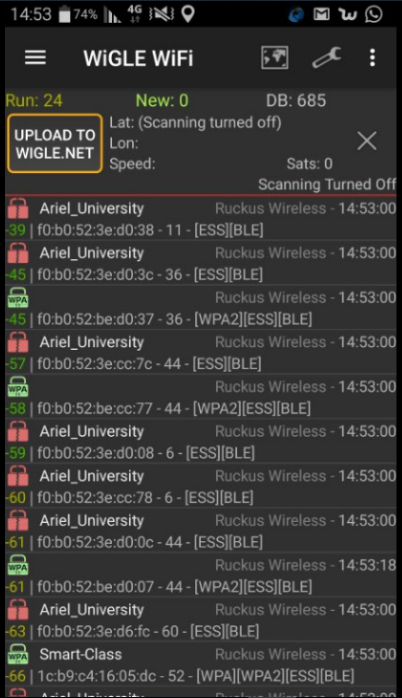 14:53 74% 4G
WiGLE WiFi
Run: 24 New: 0 DB: 685
UPLOAD TO WIGLE.NET
Lat: (Scanning turned off)
Lon:
Speed: Sats: 0
Scanning Turned Off
Ariel_University Ruckus Wireless - 14:53:00
-39 | f0:b0:52:3e:d0:38 - 11 - [ESS][BLE]
Ariel_University Ruckus Wireless - 14:53:00
-45 | f0:b0:52:3e:d0:3c - 36 - [ESS][BLE]
WPA Ruckus Wireless - 14:53:00
-45 | f0:b0:52:be:d0:37 - 36 - [WPA2][ESS][BLE]
Ariel_University Ruckus Wireless - 14:53:00
-57 | f0:b0:52:3e:cc:7c - 44 - [ESS][BLE]
WPA Ruckus Wireless - 14:53:00
-58 | f0:b0:52:be:cc:77 - 44 - [WPA2][ESS][BLE]
Ariel_University Ruckus Wireless - 14:53:00
-59 | f0:b0:52:3e:d0:08 - 6 - [ESS][BLE]
Ariel_University Ruckus Wireless - 14:53:00
-60 | f0:b0:52:3e:cc:78 - 6 - [ESS][BLE]
Ariel_University Ruckus Wireless - 14:53:00
-61 | f0:b0:52:3e:d0:0c - 44 - [ESS][BLE]
WPA Ruckus Wireless - 14:53:18
-61 | f0:b0:52:be:d0:07 - 44 - [WPA2][ESS][BLE]
Ariel_University Ruckus Wireless - 14:53:00
-63 | f0:b0:52:3e:d6:fc - 60 - [ESS][BLE]
WPA Smart-Class Ruckus Wireless - 14:53:00
-66 | 1c:b9:c4:16:05:dc - 52 - [WPA][WPA2][ESS][BLE]